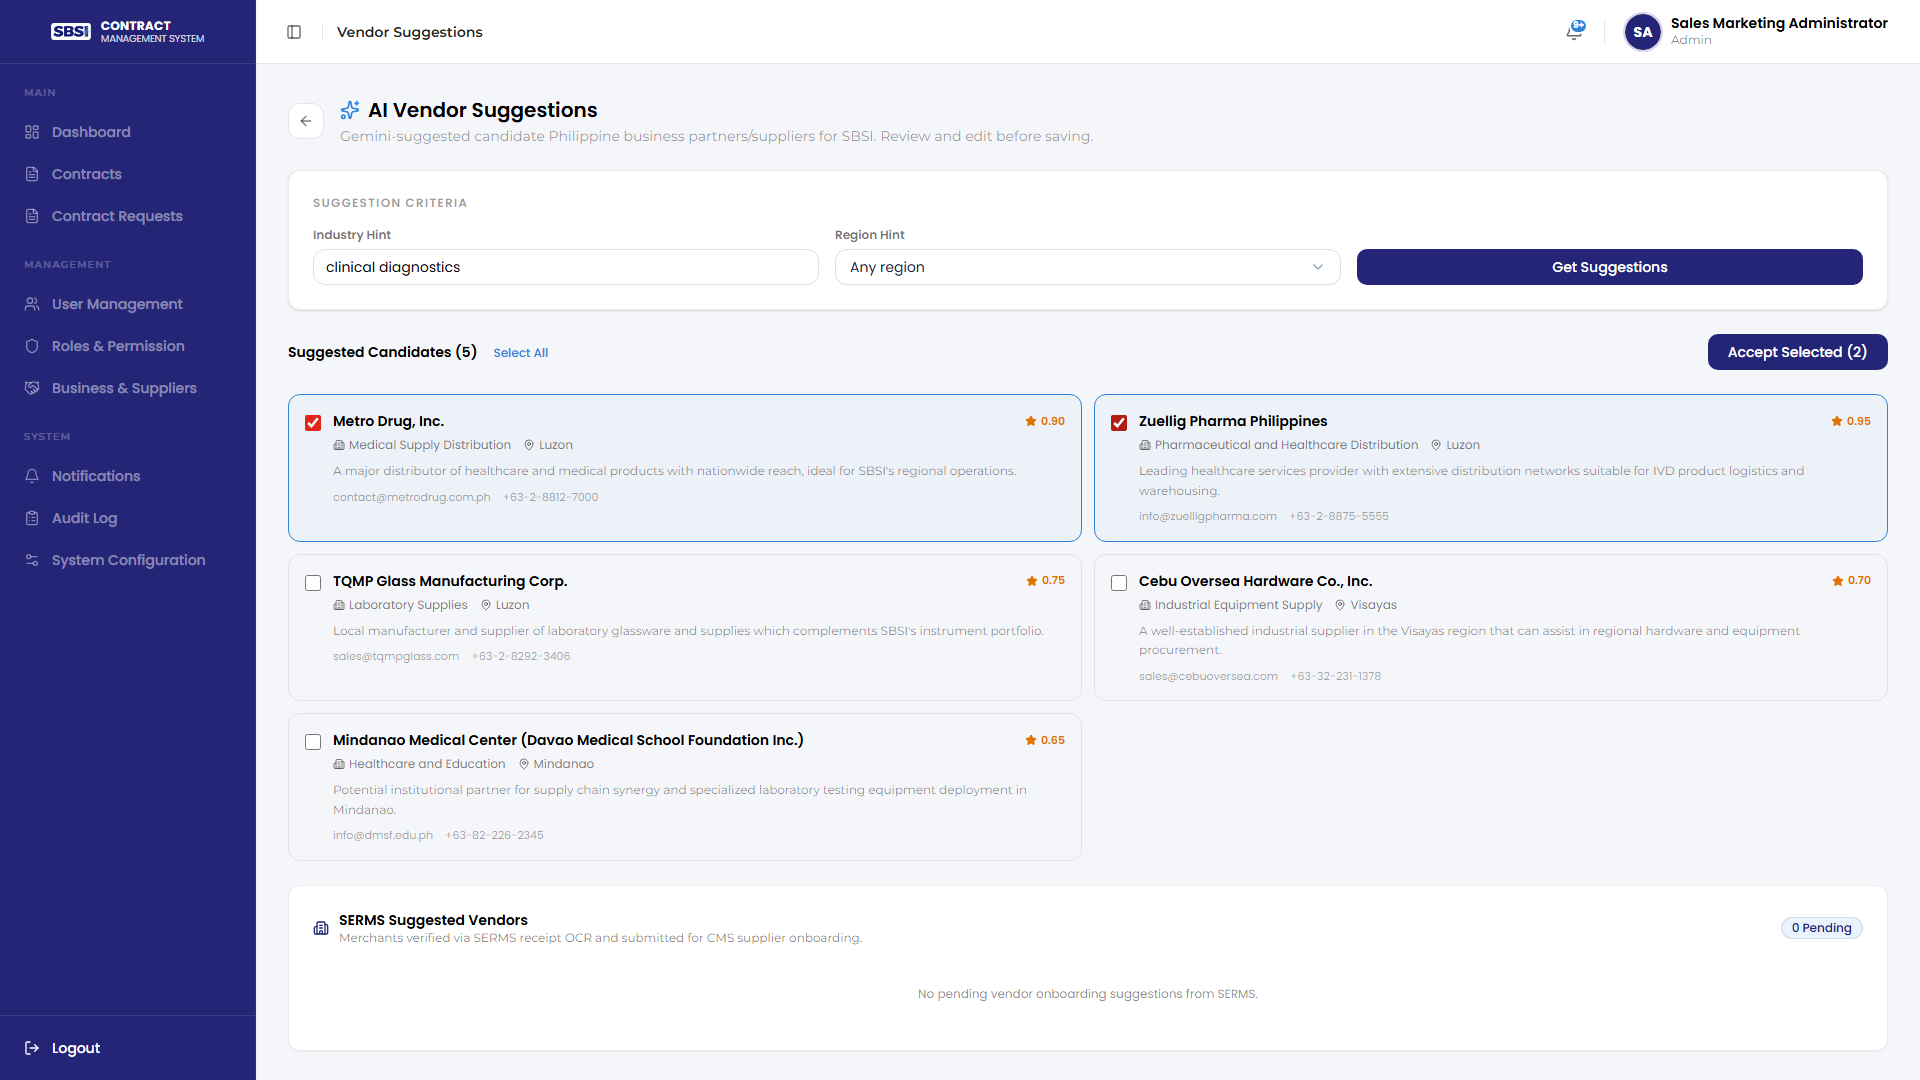 SBSI CONTRACT
MANAGEMENT SYSTEM
MAIN
Dashboard
Contracts
Contract Requests
MANAGEMENT
User Management
Roles & Permission
Business & Suppliers
SYSTEM
Notifications
Audit Log
System Configuration
Logout
Vendor Suggestions
9+
SA
Sales Marketing Administrator
Admin
AI Vendor Suggestions
Gemini-suggested candidate Philippine business partners/suppliers for SBSI. Review and edit before saving.
SUGGESTION CRITERIA
Industry Hint
clinical diagnostics
Region Hint
Any region
Get Suggestions
Suggested Candidates (5) Select All
Accept Selected (2)
Metro Drug, Inc. 0.90
Medical Supply Distribution Luzon
A major distributor of healthcare and medical products with nationwide reach, ideal for SBSI's regional operations.
contact@metrodrug.com.ph +63-2-8812-7000
Zuellig Pharma Philippines 0.95
Pharmaceutical and Healthcare Distribution Luzon
Leading healthcare services provider with extensive distribution networks suitable for IVD product logistics and
warehousing.
info@zuelligpharma.com +63-2-8875-5555
TQMP Glass Manufacturing Corp. 0.75
Laboratory Supplies Luzon
Local manufacturer and supplier of laboratory glassware and supplies which complements SBSI's instrument portfolio.
sales@tqmpglass.com +63-2-8292-3406
Cebu Oversea Hardware Co., Inc. 0.70
Industrial Equipment Supply Visayas
A well-established industrial supplier in the Visayas region that can assist in regional hardware and equipment
procurement.
sales@cebuoversea.com +63-32-231-1378
Mindanao Medical Center (Davao Medical School Foundation Inc.) 0.65
Healthcare and Education Mindanao
Potential institutional partner for supply chain synergy and specialized laboratory testing equipment deployment in
Mindanao.
info@dmsf.edu.ph +63-82-226-2345
SERMS Suggested Vendors
Merchants verified via SERMS receipt OCR and submitted for CMS supplier onboarding.
0 Pending
No pending vendor onboarding suggestions from SERMS.